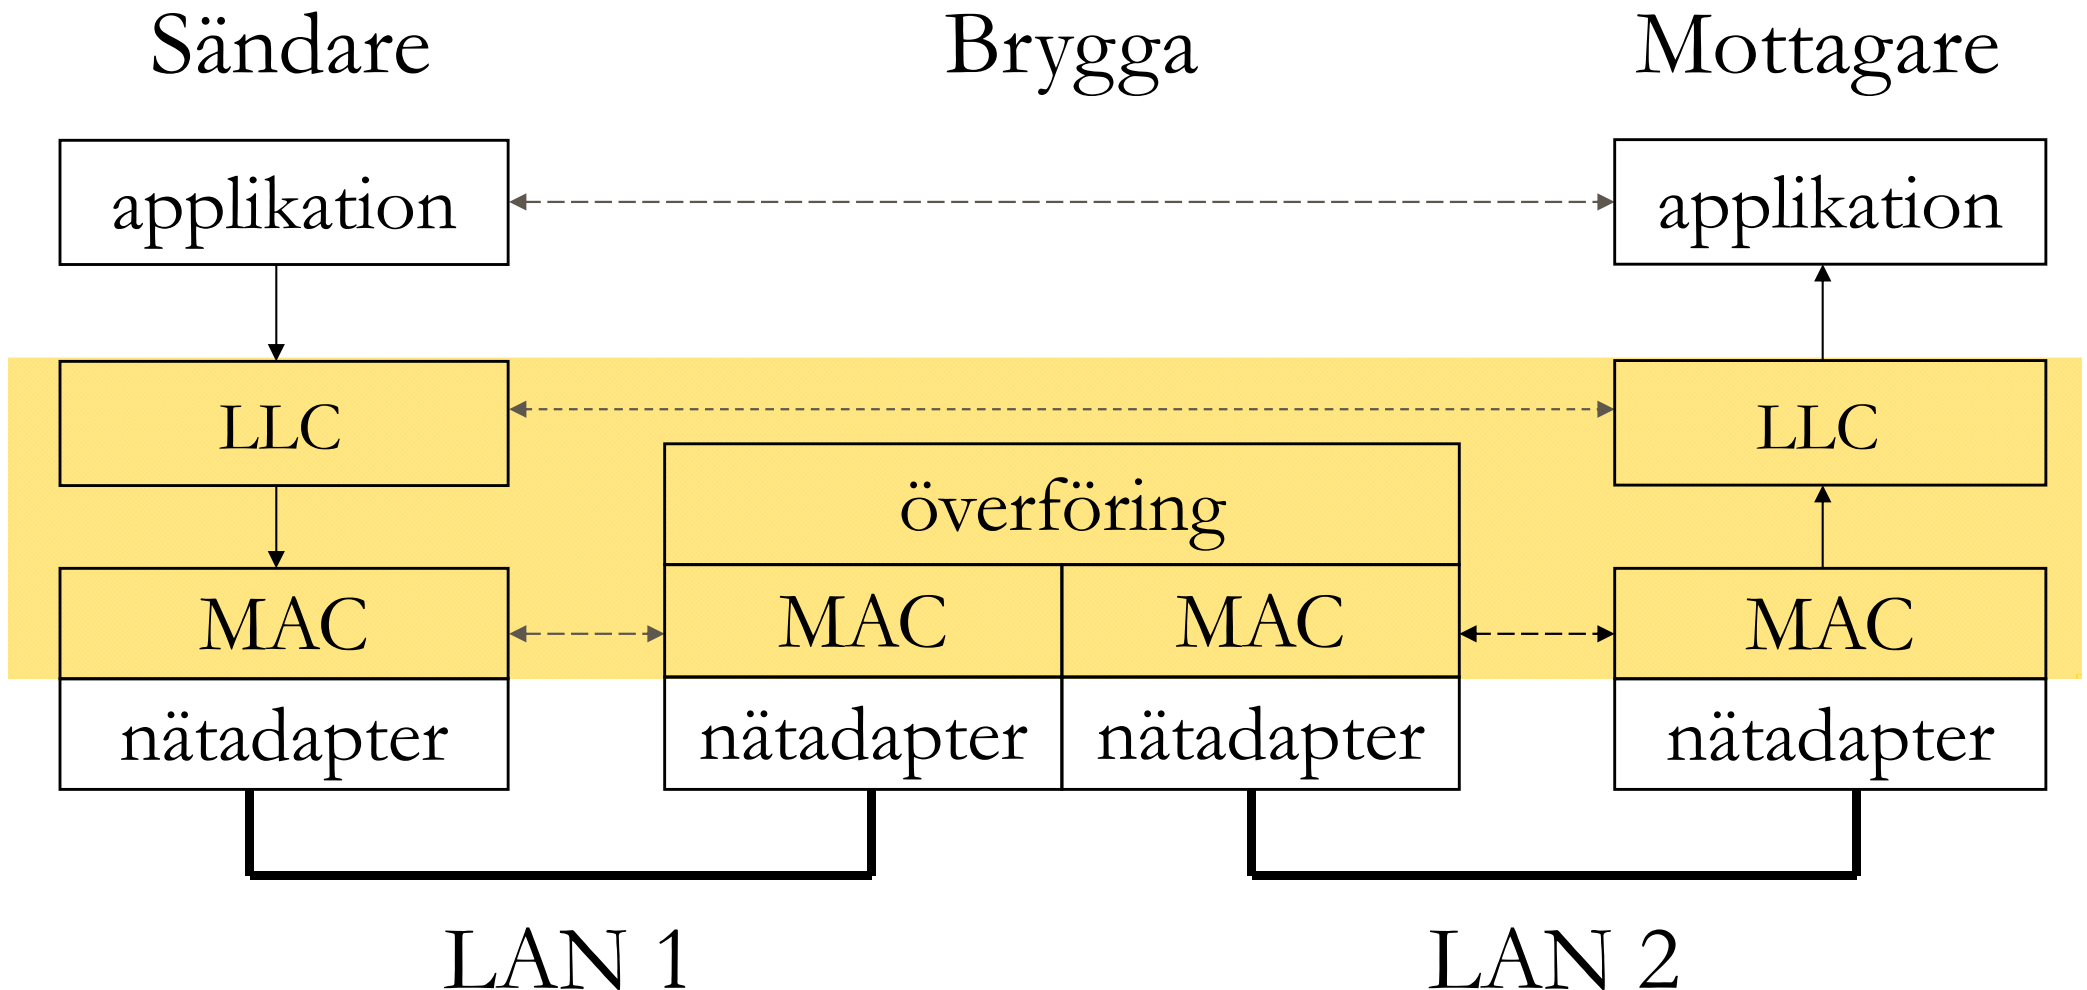 Sändare
Brygga
Mottagare
applikation
applikation
LLC
LLC
överföring
MAC
MAC
MAC
MAC
nätadapter
nätadapter
nätadapter
nätadapter
LAN 1
LAN 2